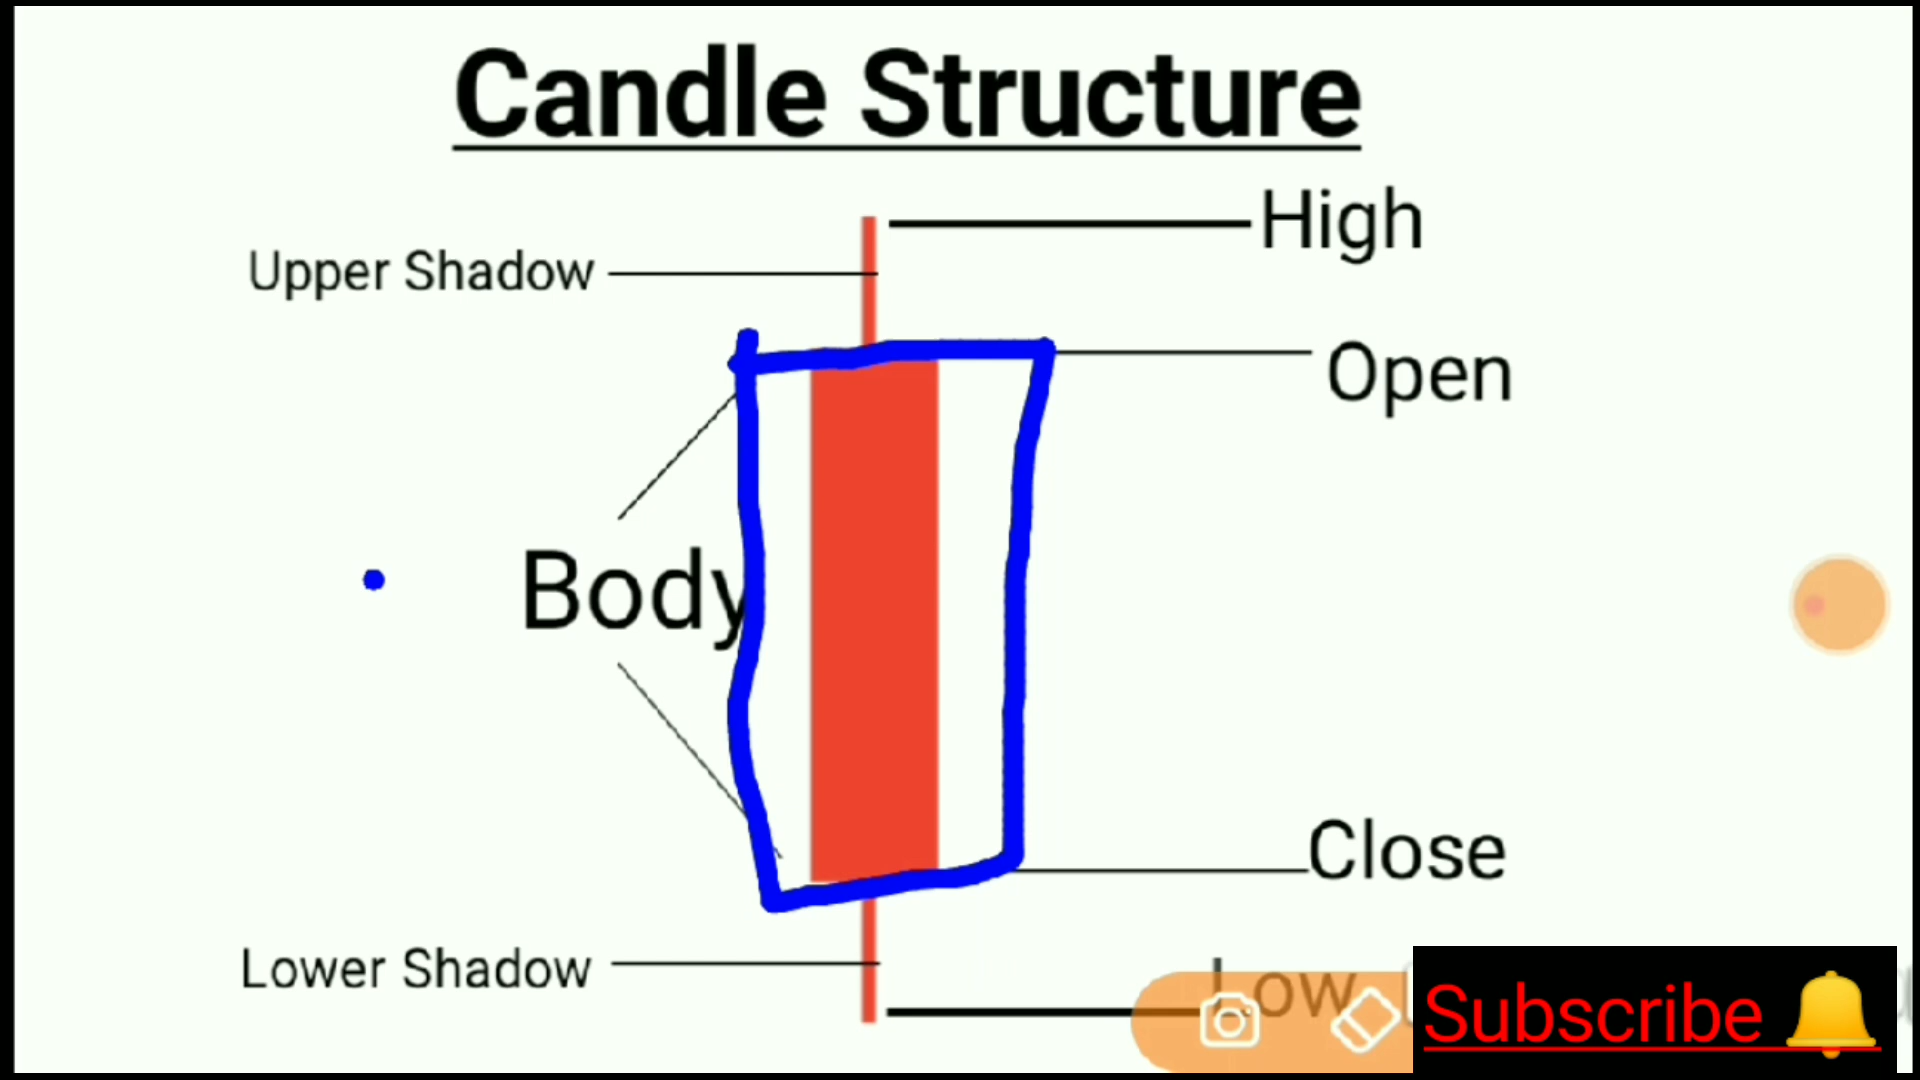 Candle Structure
High
Upper Shadow
Open
Body
Close
Lower Shadow
Low
Subscribe